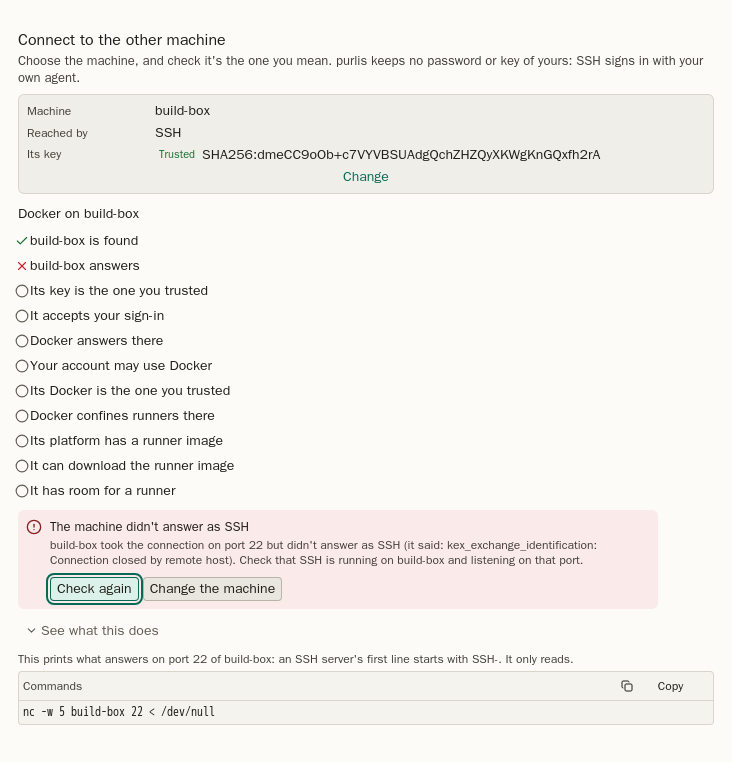 Connect to the other machine
Choose the machine, and check it's the one you mean. purlis keeps no password or key of yours: SSH signs in with your
own agent.
Machine build-box
Reached by SSH
Its key Trusted SHA256:dmeCC9oOb+c7VYVBSUAdgQchZHZQyXKWgKnGQxfh2rA
Change
Docker on build-box
build-box is found
build-box answers
Its key is the one you trusted
It accepts your sign-in
Docker answers there
Your account may use Docker
Its Docker is the one you trusted
Docker confines runners there
Its platform has a runner image
It can download the runner image
It has room for a runner
The machine didn't answer as SSH
build-box took the connection on port 22 but didn't answer as SSH (it said: kex_exchange_identification:
Connection closed by remote host). Check that SSH is running on build-box and listening on that port.
Check again Change the machine
See what this does
This prints what answers on port 22 of build-box: an SSH server's first line starts with SSH-. It only reads.
Commands Copy
nc -w 5 build-box 22 < /dev/null